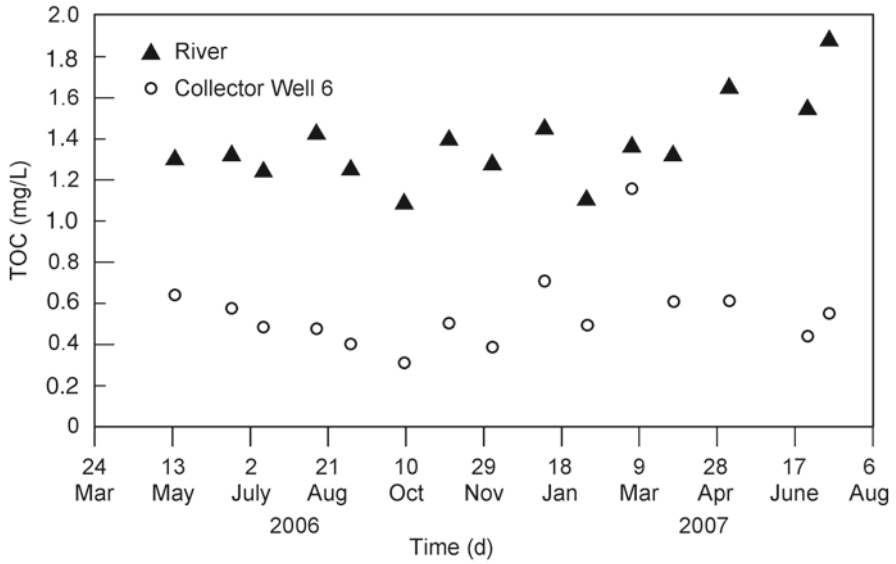 2.0
1.8
1.6
1.4
1.2
1.0
0.8
0.6
0.4
0.2
0
TOC (mg/L)
River
Collector Well 6
24 13 2 21 10 29 18 9 28 17 6
Mar May July Aug Oct Nov Jan Mar Apr June Aug
2006 2007
Time (d)